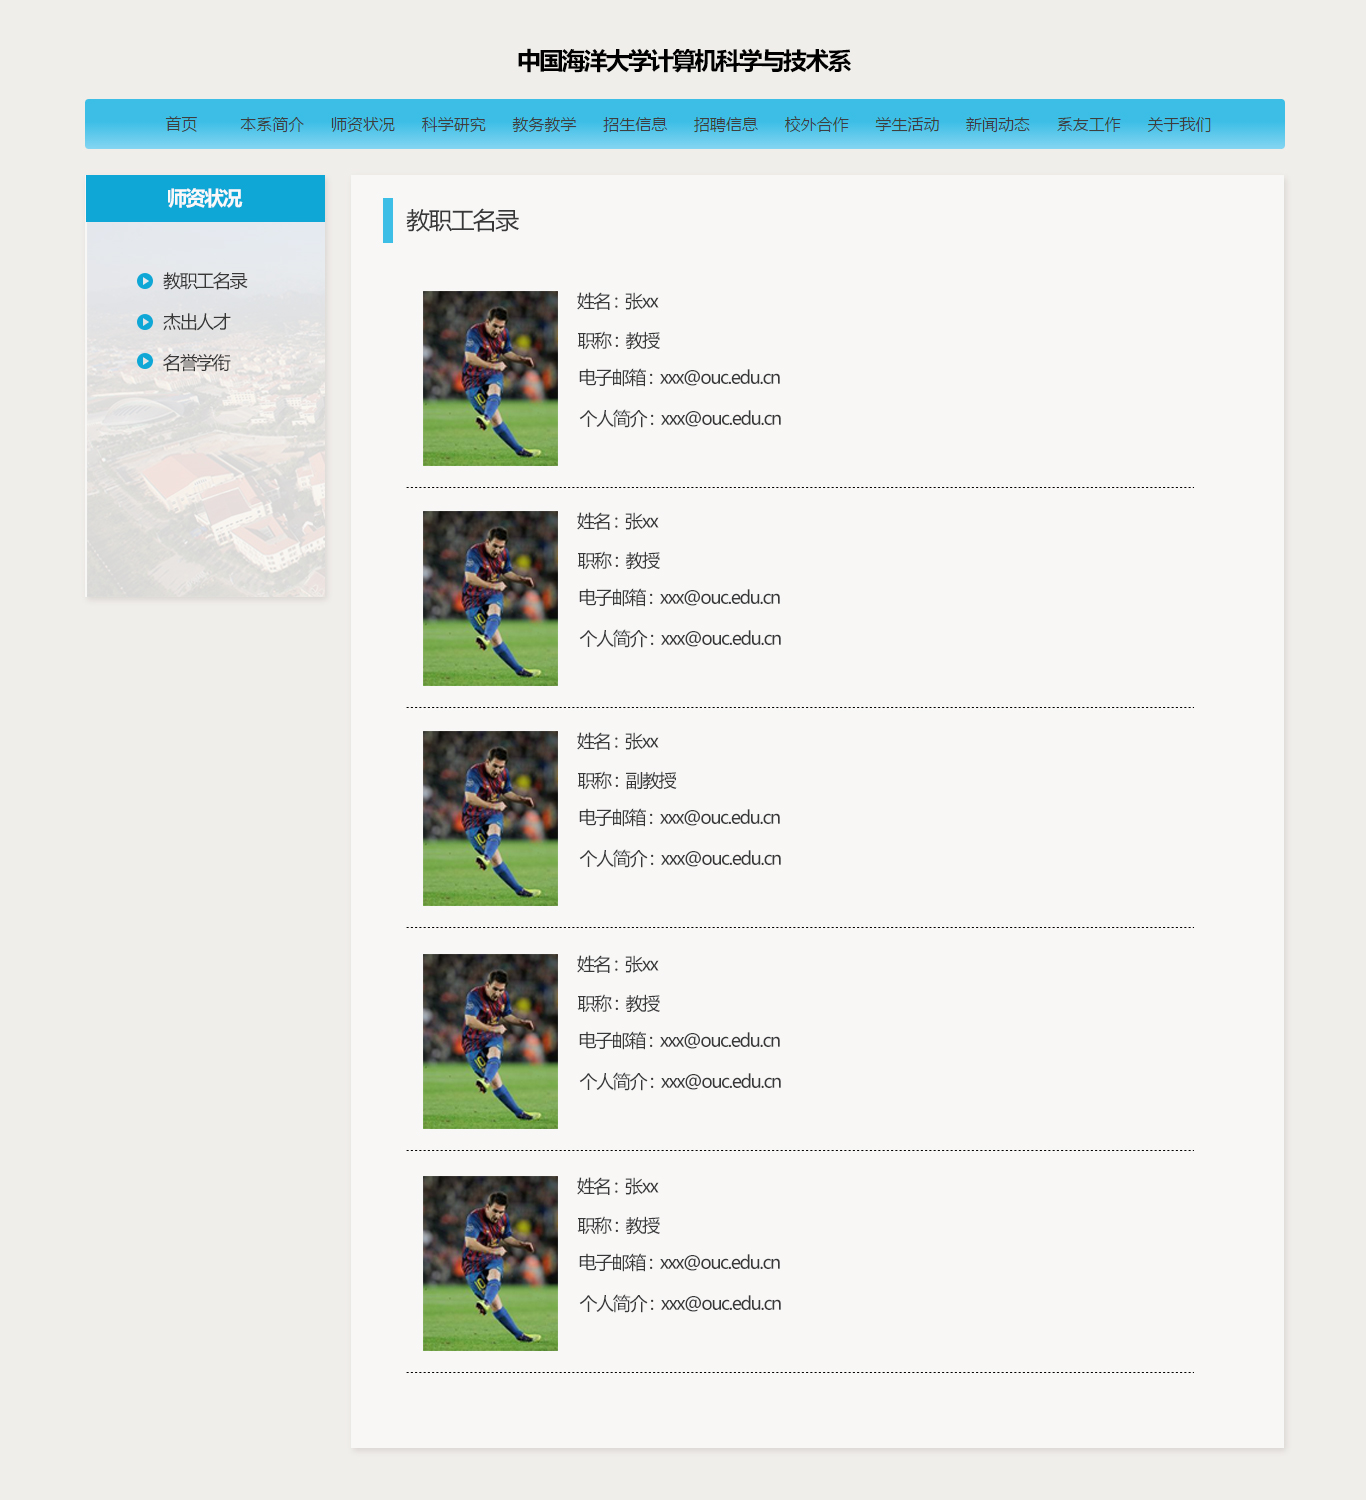 中国海洋大学计算机科学与技术系
首页 本系简介 师资状况 科学研究 教务教学 招生信息 招聘信息 校外合作 学生活动 新闻动态 系友工作 关于我们
师资状况
教职工名录
杰出人才
名誉学衔
教职工名录
姓名：张xx
职称：教授
电子邮箱：xxx@ouc.edu.cn
个人简介：xxx@ouc.edu.cn
姓名：张xx
职称：教授
电子邮箱：xxx@ouc.edu.cn
个人简介：xxx@ouc.edu.cn
姓名：张xx
职称：副教授
电子邮箱：xxx@ouc.edu.cn
个人简介：xxx@ouc.edu.cn
姓名：张xx
职称：教授
电子邮箱：xxx@ouc.edu.cn
个人简介：xxx@ouc.edu.cn
姓名：张xx
职称：教授
电子邮箱：xxx@ouc.edu.cn
个人简介：xxx@ouc.edu.cn